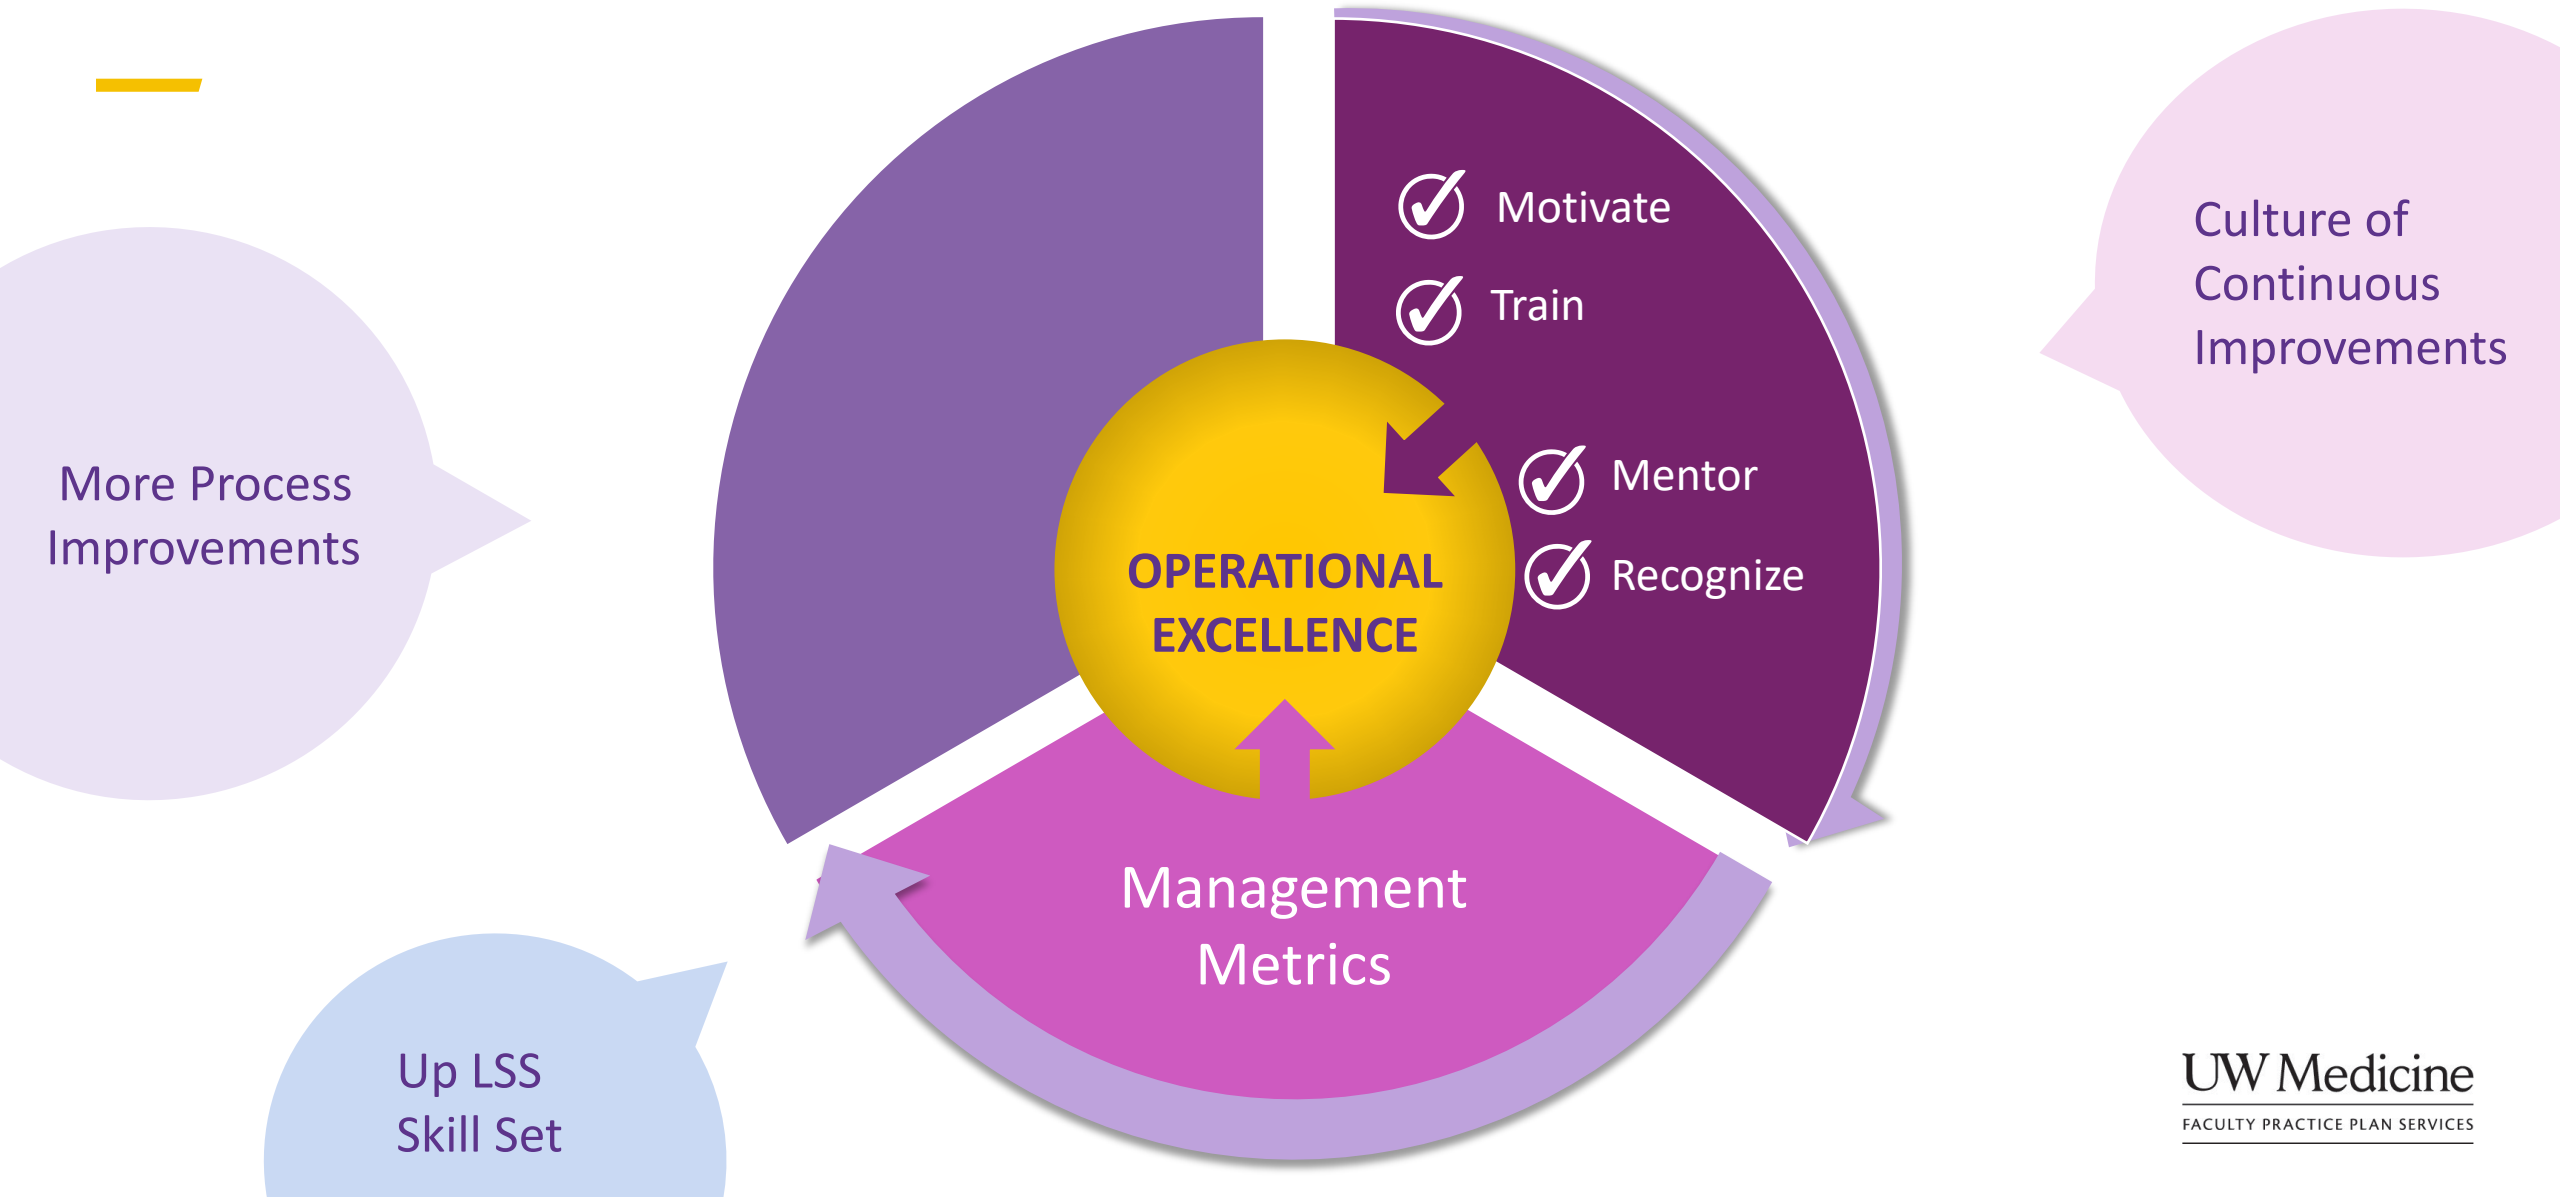 Motivate
Train
Mentor
Recognize
Culture of
Continuous
Improvements
More Process
Improvements
OPERATIONAL
EXCELLENCE
Management
Metrics
Up LSS
Skill Set
UW Medicine
FACULTY PRACTICE PLAN SERVICES